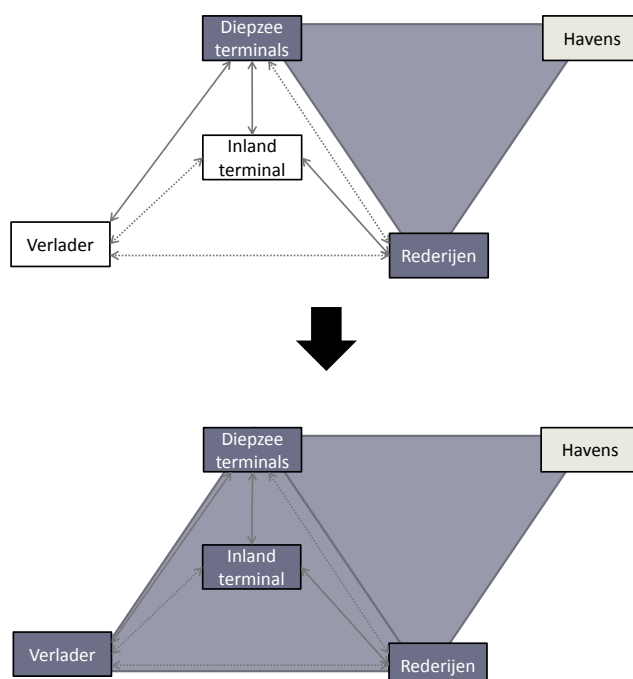 Diepzee
terminals
Havens
Inland
terminal
Verlader
Rederijen
Diepzee
terminals
Havens
Inland
terminal
Verlader
Rederijen